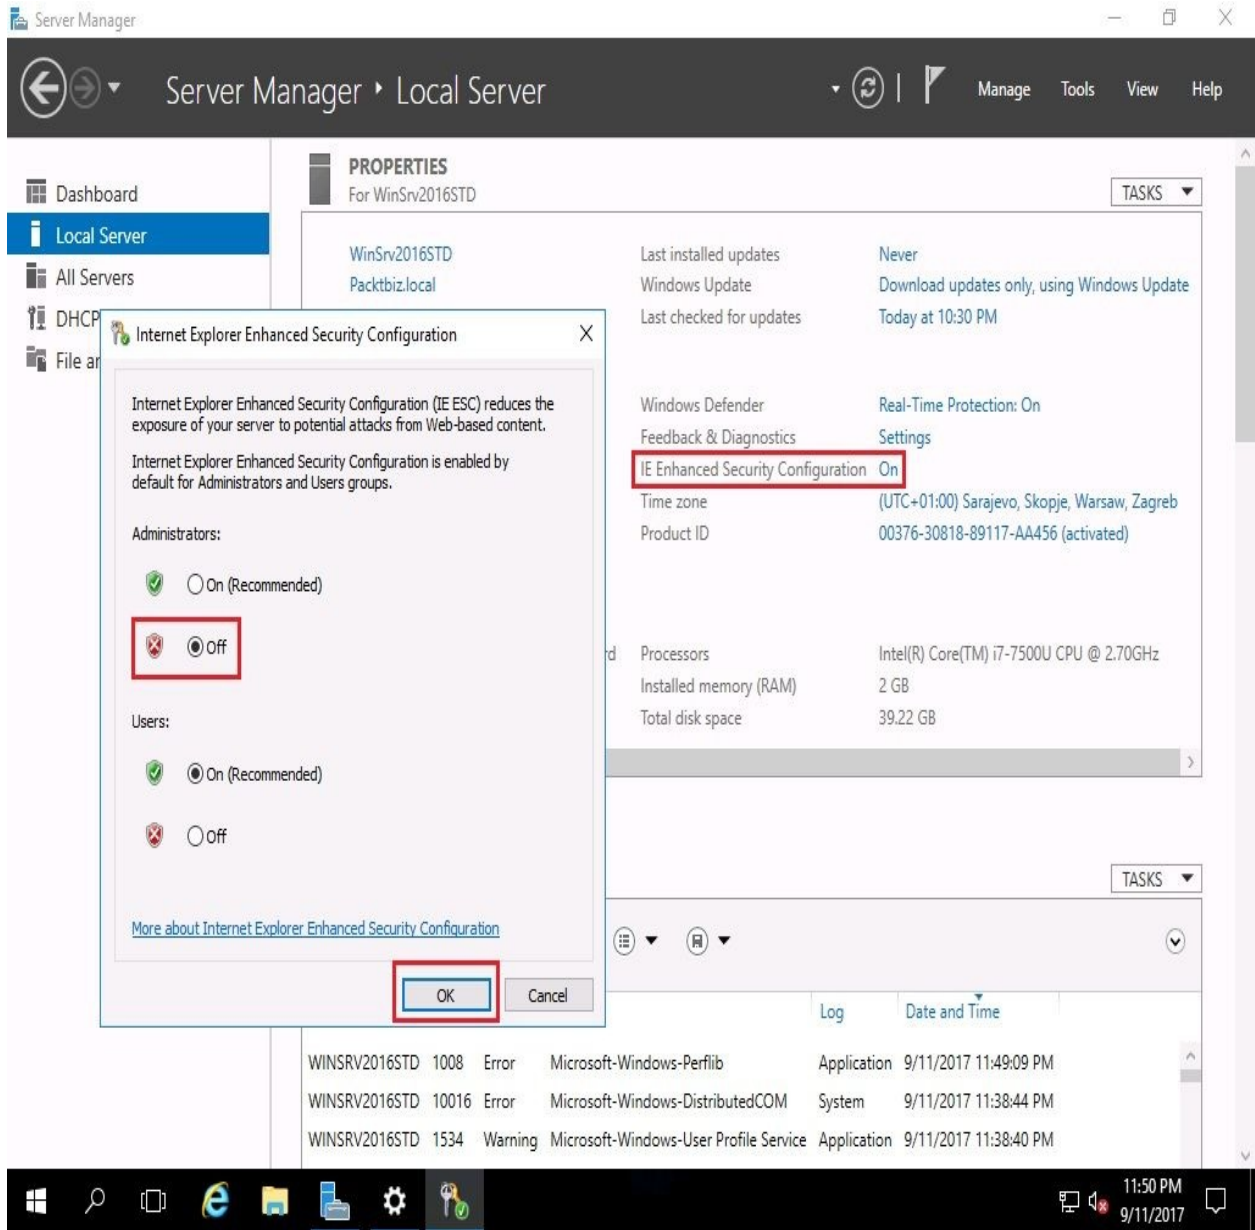 Server Manager
Server Manager • Local Server
Manage Tools View Help
Dashboard
Local Server
All Servers
DHCP
File ar
PROPERTIES
For WinSrv2016STD
TASKS
WinSrv2016STD
Packtbiz.local
Last installed updates Never
Windows Update Download updates only, using Windows Update
Last checked for updates Today at 10:30 PM
Windows Defender Real-Time Protection: On
Feedback & Diagnostics Settings
IE Enhanced Security Configuration On
Time zone (UTC+01:00) Sarajevo, Skopje, Warsaw, Zagreb
Product ID 00376-30818-89117-AA456 (activated)
Processors Intel(R) Core(TM) i7-7500U CPU @ 2.70GHz
Installed memory (RAM) 2 GB
Total disk space 39.22 GB
Internet Explorer Enhanced Security Configuration
Internet Explorer Enhanced Security Configuration (IE ESC) reduces the
exposure of your server to potential attacks from Web-based content.
Internet Explorer Enhanced Security Configuration is enabled by
default for Administrators and Users groups.
Administrators:
On (Recommended)
Off
Users:
On (Recommended)
Off
More about Internet Explorer Enhanced Security Configuration
OK Cancel
TASKS
Log Date and Time
WINSRV2016STD 1008 Error Microsoft-Windows-Perflib Application 9/11/2017 11:49:09 PM
WINSRV2016STD 10016 Error Microsoft-Windows-DistributedCOM System 9/11/2017 11:38:44 PM
WINSRV2016STD 1534 Warning Microsoft-Windows-User Profile Service Application 9/11/2017 11:38:40 PM
11:50 PM
9/11/2017